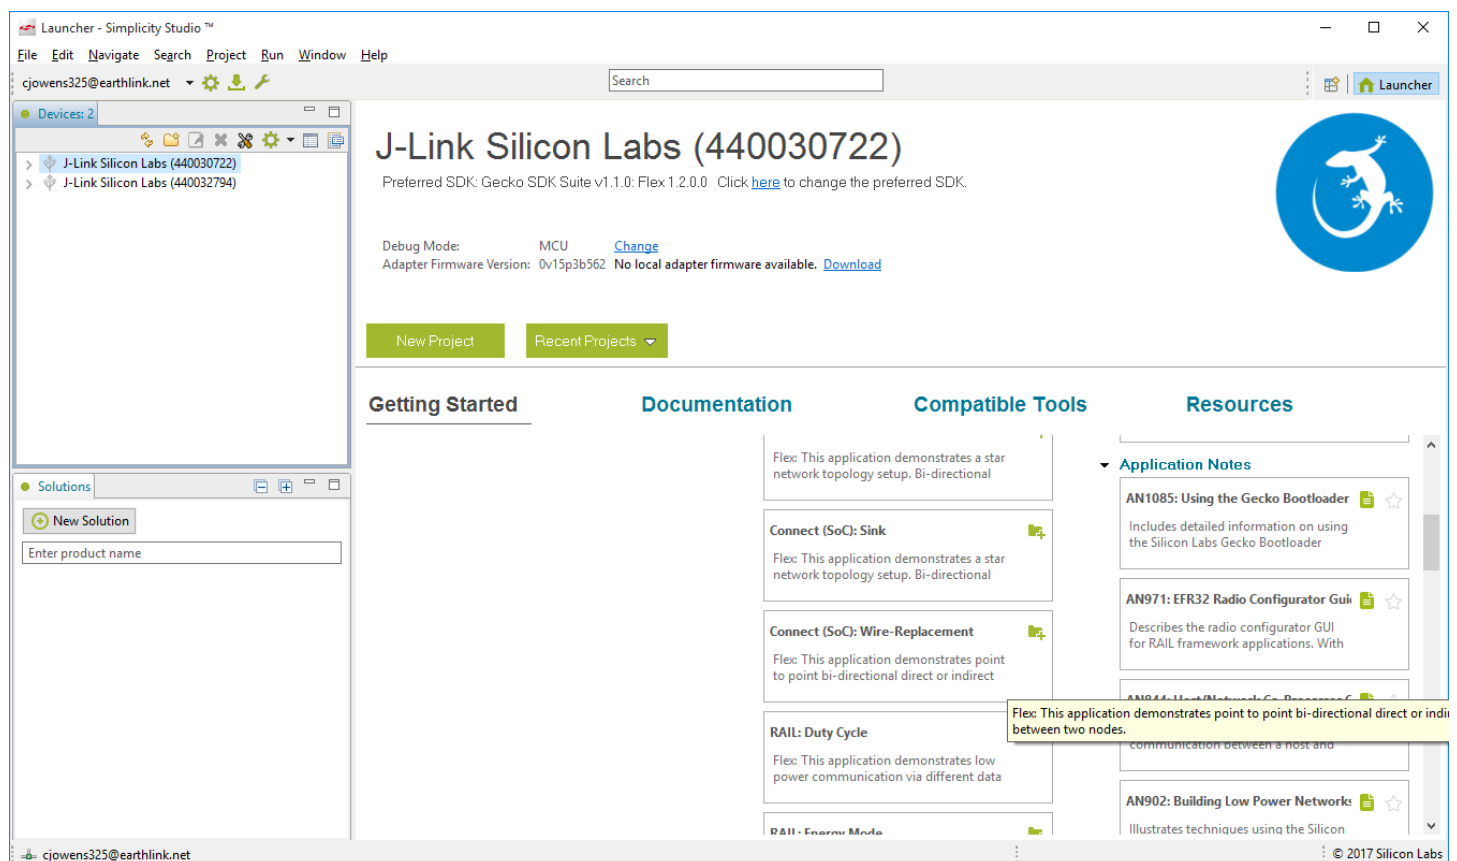 Launcher - Simplicity Studio ™
File Edit Navigate Search Project Run Window Help
cjowens325@earthlink.net
Search
Launcher
Devices: 2
J-Link Silicon Labs (440030722)
J-Link Silicon Labs (440032794)
J-Link Silicon Labs (440030722)
Preferred SDK: Gecko SDK Suite v1.1.0: Flex 1.2.0.0 Click here to change the preferred SDK.
Debug Mode: MCU Change
Adapter Firmware Version: 0v15p3b562 No local adapter firmware available. Download
New Project
Recent Projects
Getting Started
Documentation
Compatible Tools
Resources
Solutions
New Solution
Enter product name
Flex: This application demonstrates a star
network topology setup. Bi-directional
Connect (SoC): Sink
Flex: This application demonstrates a star
network topology setup. Bi-directional
Connect (SoC): Wire-Replacement
Flex: This application demonstrates point
to point bi-directional direct or indirect
RAIL: Duty Cycle
Flex: This application demonstrates low
power communication via different data
RAIL: Energy Mode
Application Notes
AN1085: Using the Gecko Bootloader
Includes detailed information on using
the Silicon Labs Gecko Bootloader
AN971: EFR32 Radio Configurator Gui
Describes the radio configurator GUI
for RAIL framework applications. With
AN844: Host/Network Co-Processor
Flex: This application demonstrates point to point bi-directional direct or indi
between two nodes.
communication between a host and
AN902: Building Low Power Networks
Illustrates techniques using the Silicon
cjowens325@earthlink.net
© 2017 Silicon Labs